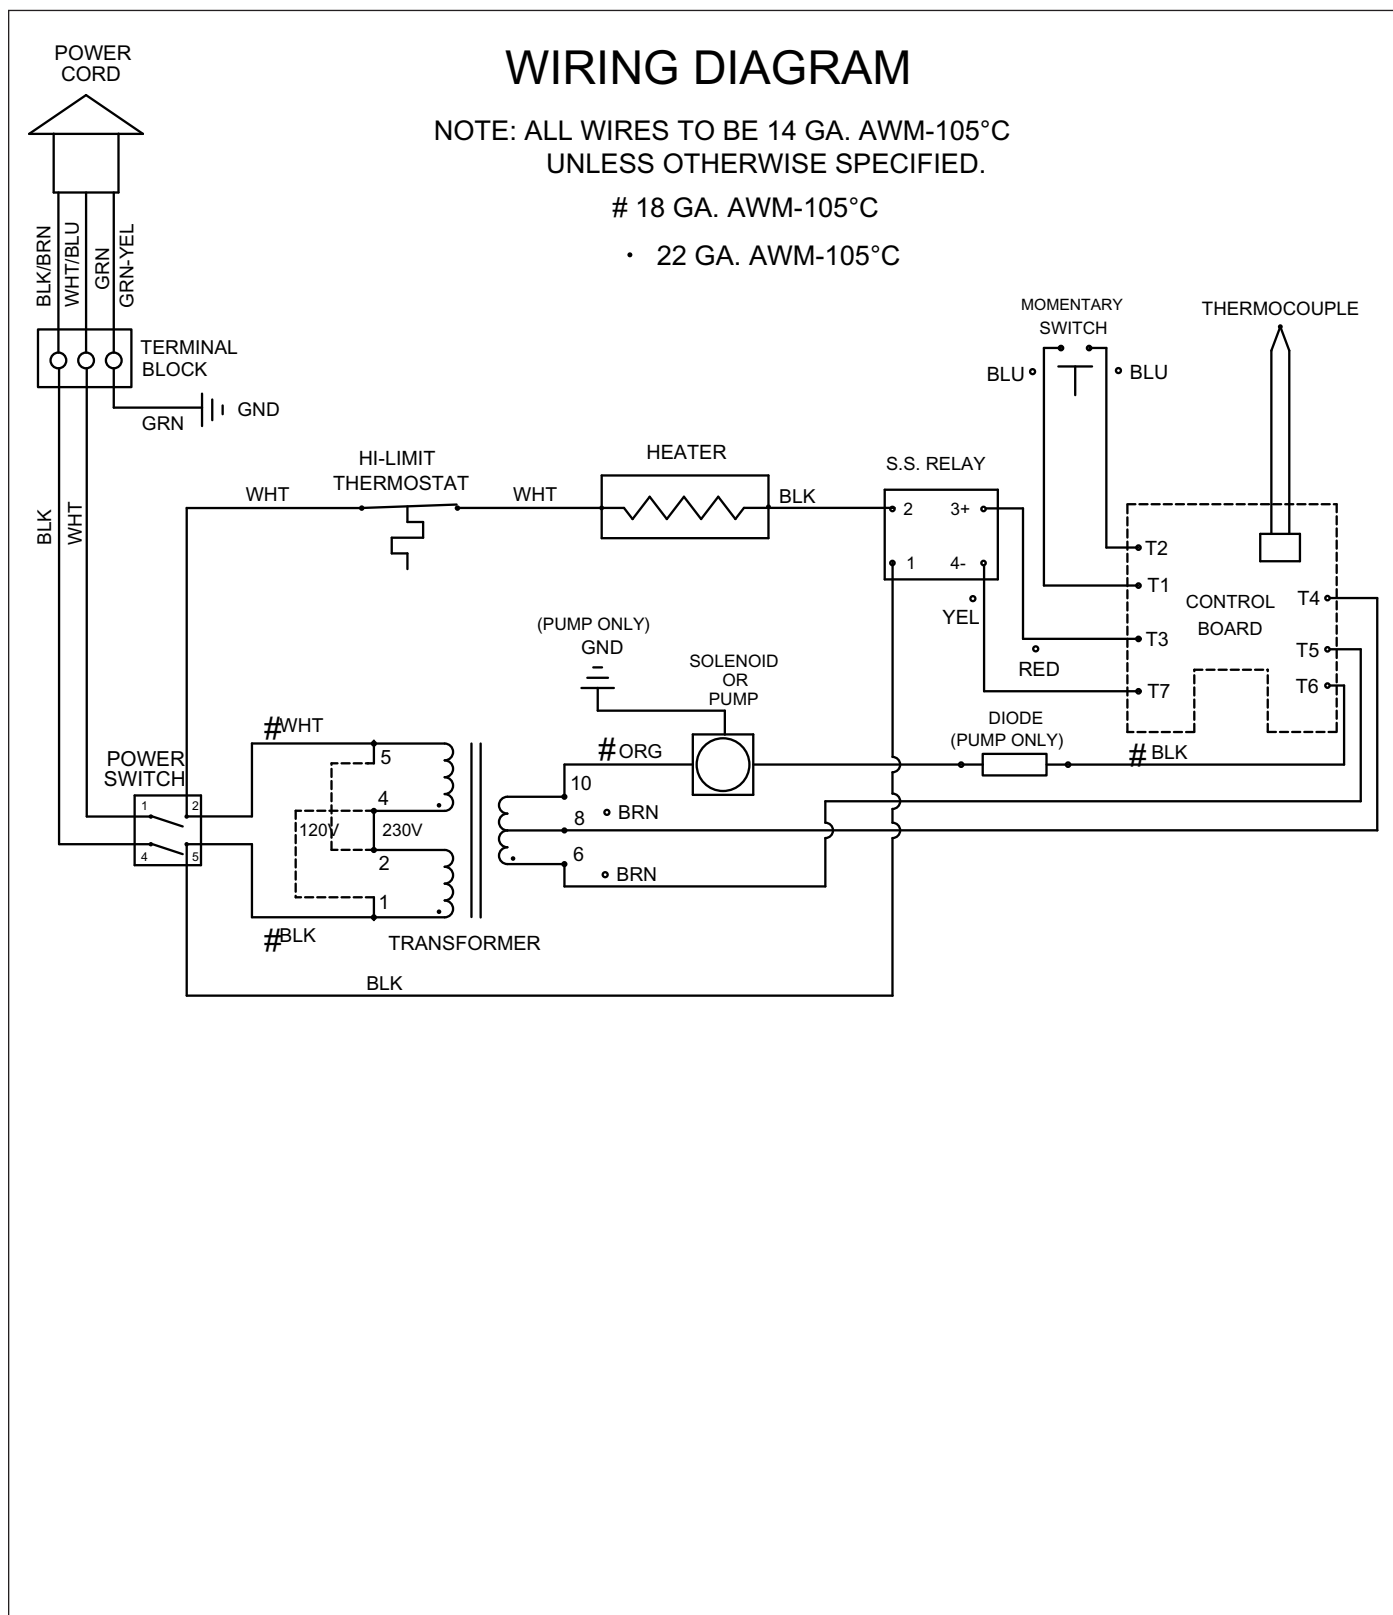 POWER
CORD
WIRING DIAGRAM
NOTE: ALL WIRES TO BE 14 GA. AWM-105°C
UNLESS OTHERWISE SPECIFIED.
# 18 GA. AWM-105°C
· 22 GA. AWM-105°C
BLK/BRN
WHT/BLU
GRN
GRN-YEL
MOMENTARY
SWITCH
THERMOCOUPLE
TERMINAL
BLOCK
BLU
BLU
GRN
GND
HI-LIMIT
THERMOSTAT
HEATER
S.S. RELAY
BLK
WHT
WHT
WHT
BLK
2
3+
1
4-
T2
T1
CONTROL
BOARD
T4
YEL
T3
T5
RED
T7
T6
(PUMP ONLY)
GND
SOLENOID
OR
PUMP
DIODE
(PUMP ONLY)
#WHT
#ORG
# BLK
POWER
SWITCH
5
10
4
1
2
BRN
8
120V
230V
4
5
2
6
BRN
1
#BLK
TRANSFORMER
BLK